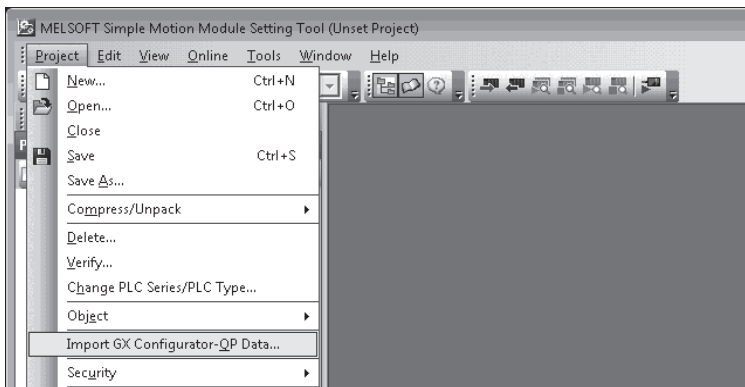 MELSOFT Simple Motion Module Setting Tool (Unset Project)
Project Edit View Online Tools Window Help
New... Ctrl+N
Open... Ctrl+O
Close
Save Ctrl+S
Save As...
Compress/Unpack
Delete...
Verify...
Change PLC Series/PLC Type...
Object
Import GX Configurator-QP Data...
Security